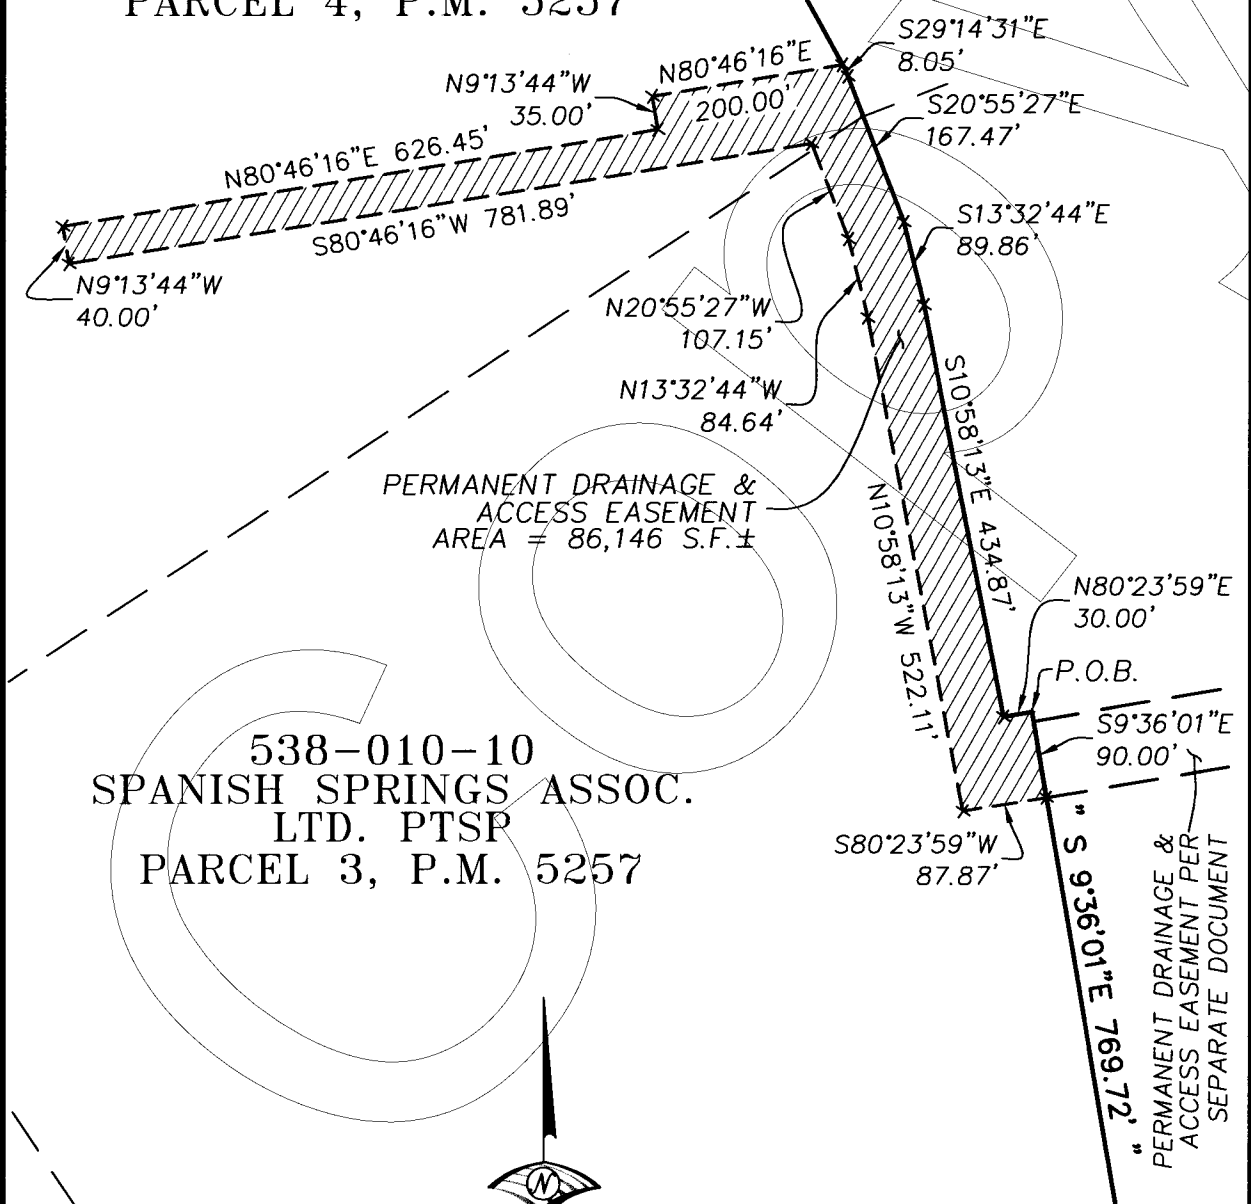 PARCEL 4, P.M. 5257
S29°14'31"E
8.05'
N80°46'16"E
200.00'
N9°13'44"W
35.00'
S20°55'27"E
167.47'
N80°46'16"E 626.45'
S80°46'16"W 781.89'
S13°32'44"E
89.86'
N9°13'44"W
40.00'
N20°55'27"W
107.15'
N13°32'44"W
84.64'
S10°58'13"E 434.87'
PERMANENT DRAINAGE &
ACCESS EASEMENT
AREA = 86,146 S.F.±
N10°58'13"W 522.11'
N80°23'59"E
30.00'
P.O.B.
S9°36'01"E
90.00'
538-010-10
SPANISH SPRINGS ASSOC.
LTD. PTSP
PARCEL 3, P.M. 5257
S80°23'59"W
87.87'
" S 9°36'01"E 769.72' "
PERMANENT DRAINAGE &
ACCESS EASEMENT PER
SEPARATE DOCUMENT
N